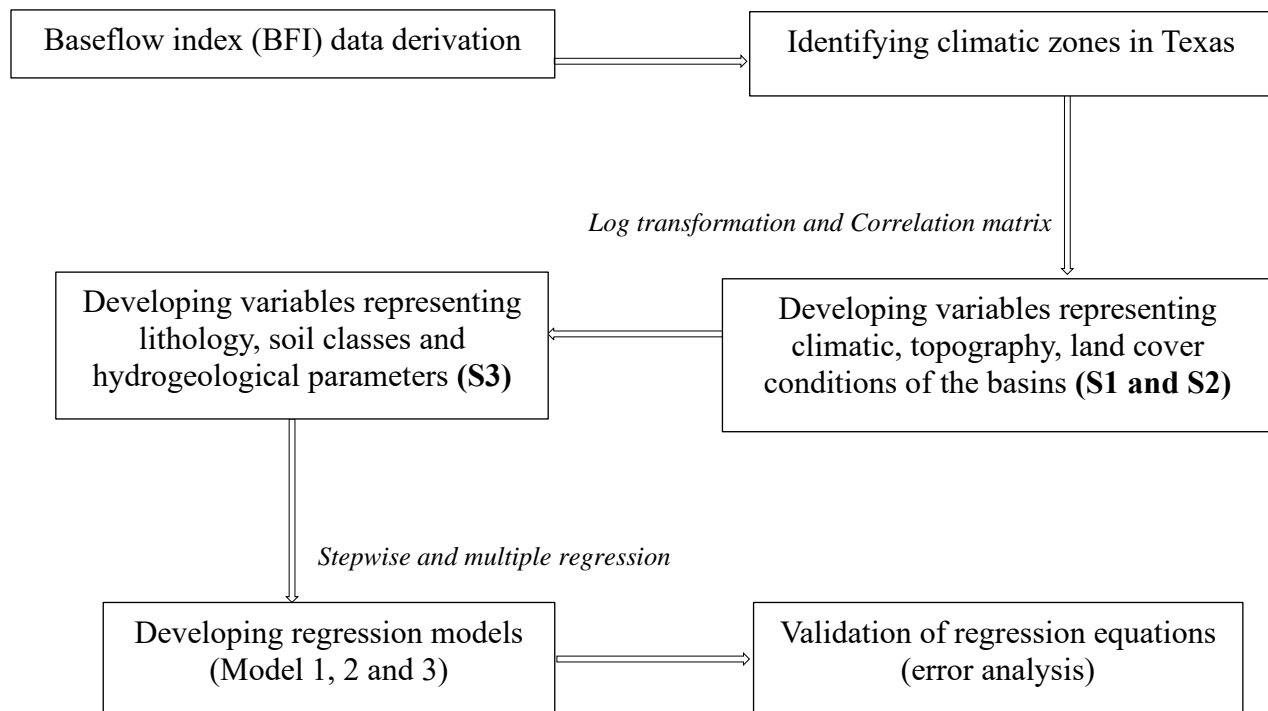 Baseflow index (BFI) data derivation
Identifying climatic zones in Texas
Log transformation and Correlation matrix
Developing variables representing
climatic, topography, land cover
conditions of the basins (S1 and S2)
Developing variables representing
lithology, soil classes and
hydrogeological parameters (S3)
Stepwise and multiple regression
Developing regression models
(Model 1, 2 and 3)
Validation of regression equations
(error analysis)